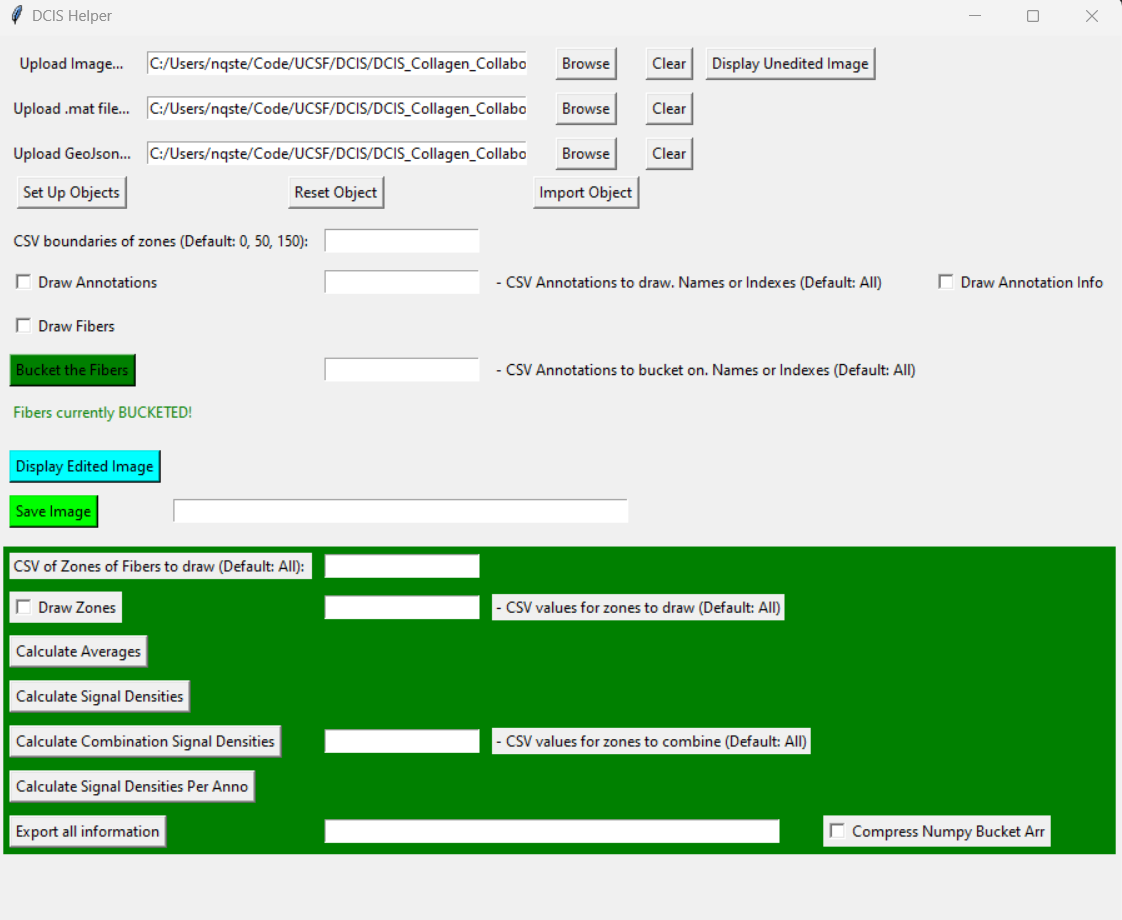 DCIS Helper
Upload Image... C:/Users/nqste/Code/UCSF/DCIS/DCIS_Collagen_Collabo Browse Clear Display Unedited Image
Upload .mat file... C:/Users/nqste/Code/UCSF/DCIS/DCIS_Collagen_Collabo Browse Clear
Upload GeoJson... C:/Users/nqste/Code/UCSF/DCIS/DCIS_Collagen_Collabo Browse Clear
Set Up Objects Reset Object Import Object
CSV boundaries of zones (Default: 0, 50, 150):
Draw Annotations - CSV Annotations to draw. Names or Indexes (Default: All) Draw Annotation Info
Draw Fibers
Bucket the Fibers - CSV Annotations to bucket on. Names or Indexes (Default: All)
Fibers currently BUCKETED!
Display Edited Image
Save Image
CSV of Zones of Fibers to draw (Default: All):
Draw Zones - CSV values for zones to draw (Default: All)
Calculate Averages
Calculate Signal Densities
Calculate Combination Signal Densities - CSV values for zones to combine (Default: All)
Calculate Signal Densities Per Anno
Export all information Compress Numpy Bucket Arr